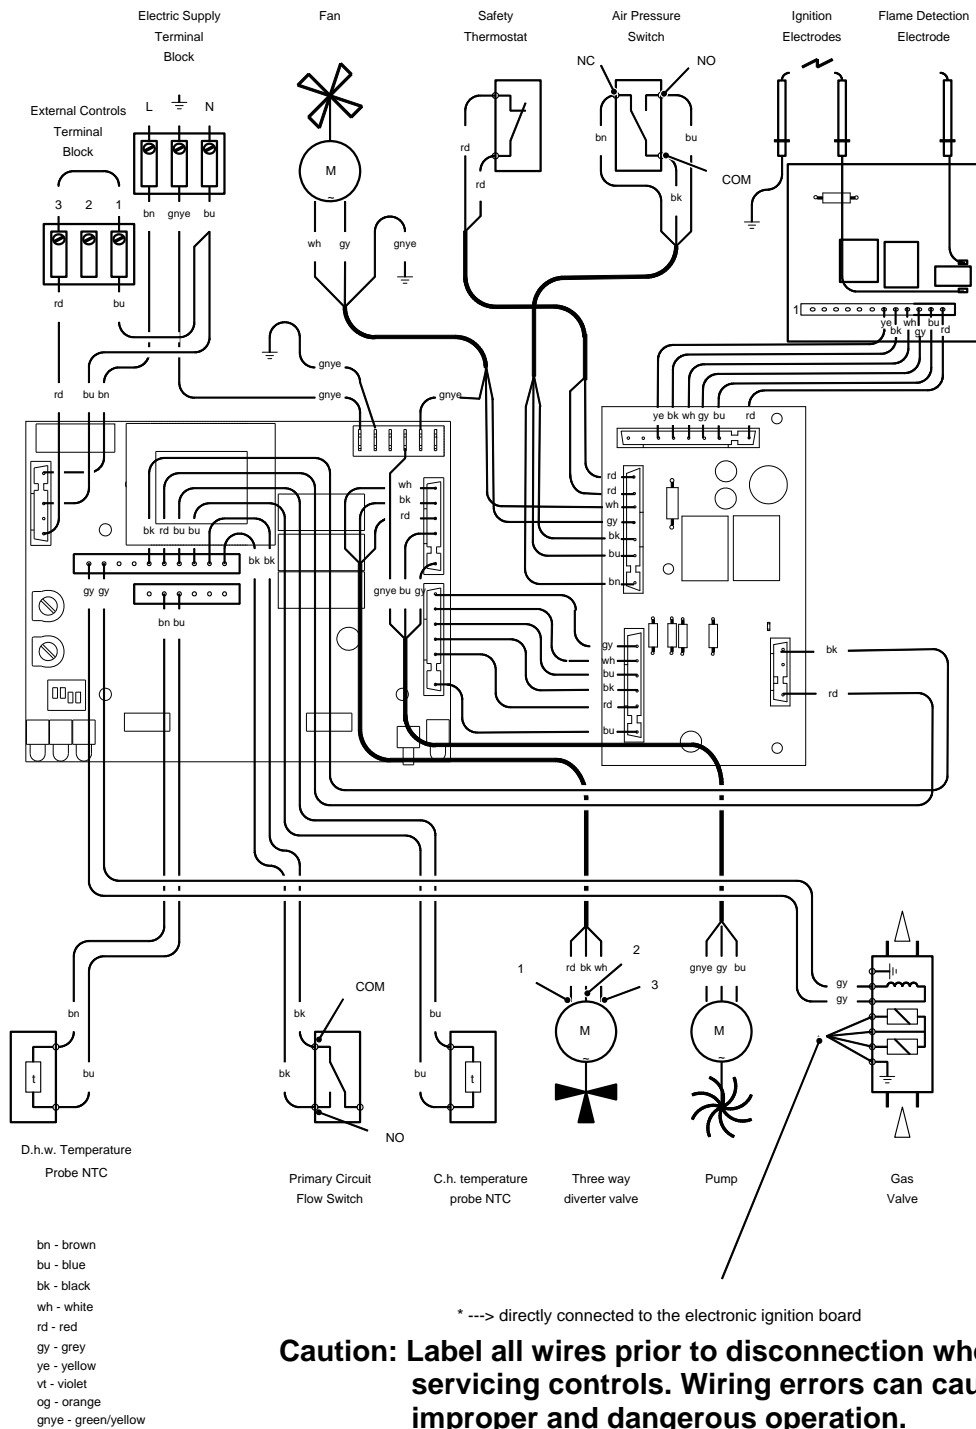 Electric Supply
Terminal
Block
Fan
Safety
Thermostat
Air Pressure
Switch
Ignition
Electrodes
Flame Detection
Electrode
NC
NO
External Controls
Terminal
Block
L
N
3 2 1
M
~
rd
rd
bn
bu
COM
bk
bn gnye bu
wh gy
gnye
rd
bu
1
ye
bk
wh
gy
bu
rd
gnye
gnye
gnye
rd
bu bn
ye bk wh gy bu
rd
wh
bk
rd
rd
rd
wh
gy
bk
bu
bn
bk rd bu bu
bk bk
gy gy
gnye bu gy
bn bu
gy
wh
bu
bk
rd
bu
bk
rd
rd bk wh
1
2
3
gnye gy bu
gy
gy
COM
bn
bu
bk
bk
bu
bu
M
~
M
~
t
t
NO
D.h.w. Temperature
Probe NTC
Primary Circuit
Flow Switch
C.h. temperature
probe NTC
Three way
diverter valve
Pump
Gas
Valve
bn - brown
bu - blue
bk - black
wh - white
rd - red
gy - grey
ye - yellow
vt - violet
og - orange
gnye - green/yellow
* ---> directly connected to the electronic ignition board
Caution: Label all wires prior to disconnection whe
servicing controls. Wiring errors can cau
improper and dangerous operation.